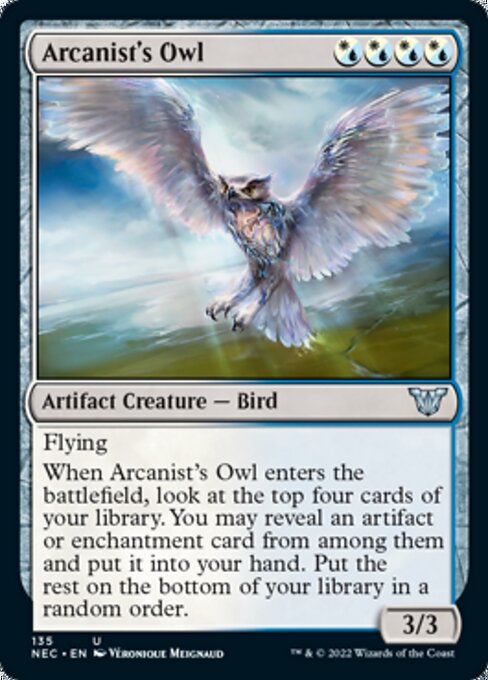 Arcanist's Owl
Artifact Creature — Bird
Flying
When Arcanist's Owl enters the
battlefield, look at the top four cards of
your library. You may reveal an artifact
or enchantment card from among them
and put it into your hand. Put the
rest on the bottom of your library in a
random order.
3/3
135 U
NEC • EN Véronique Meignaud
™ & © 2022 Wizards of the Coast